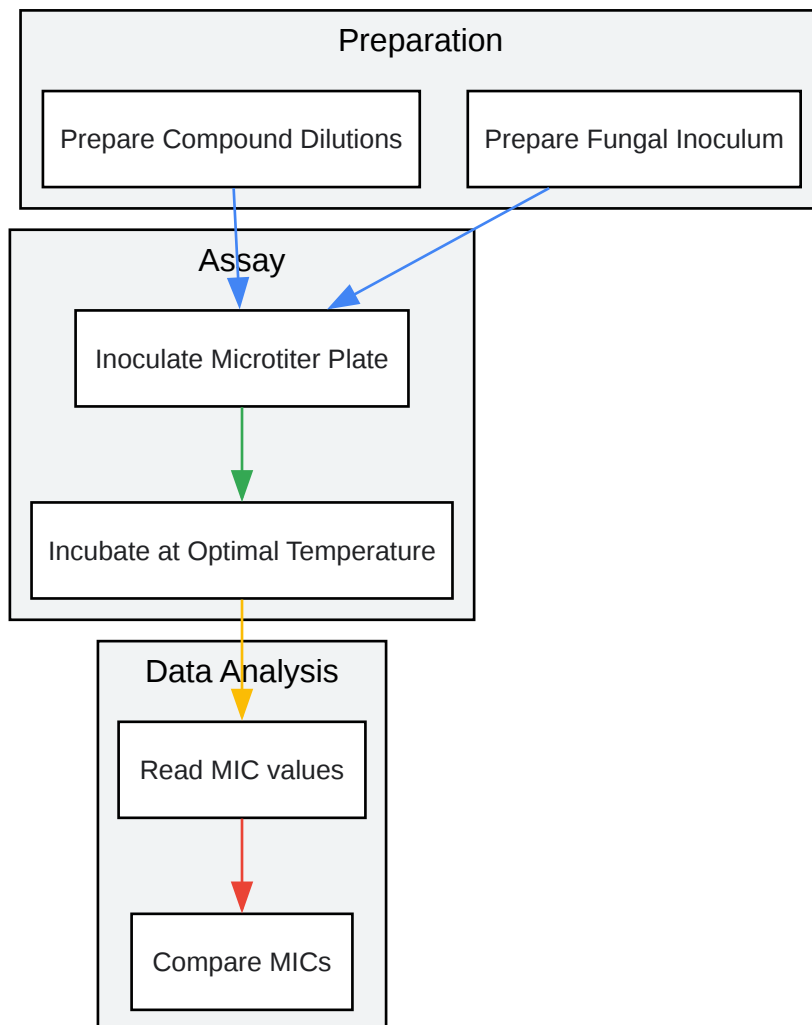 Preparation
Prepare Compound Dilutions
Prepare Fungal Inoculum
Assay
Inoculate Microtiter Plate
Incubate at Optimal Temperature
Data Analysis
Read MIC values
Compare MICs